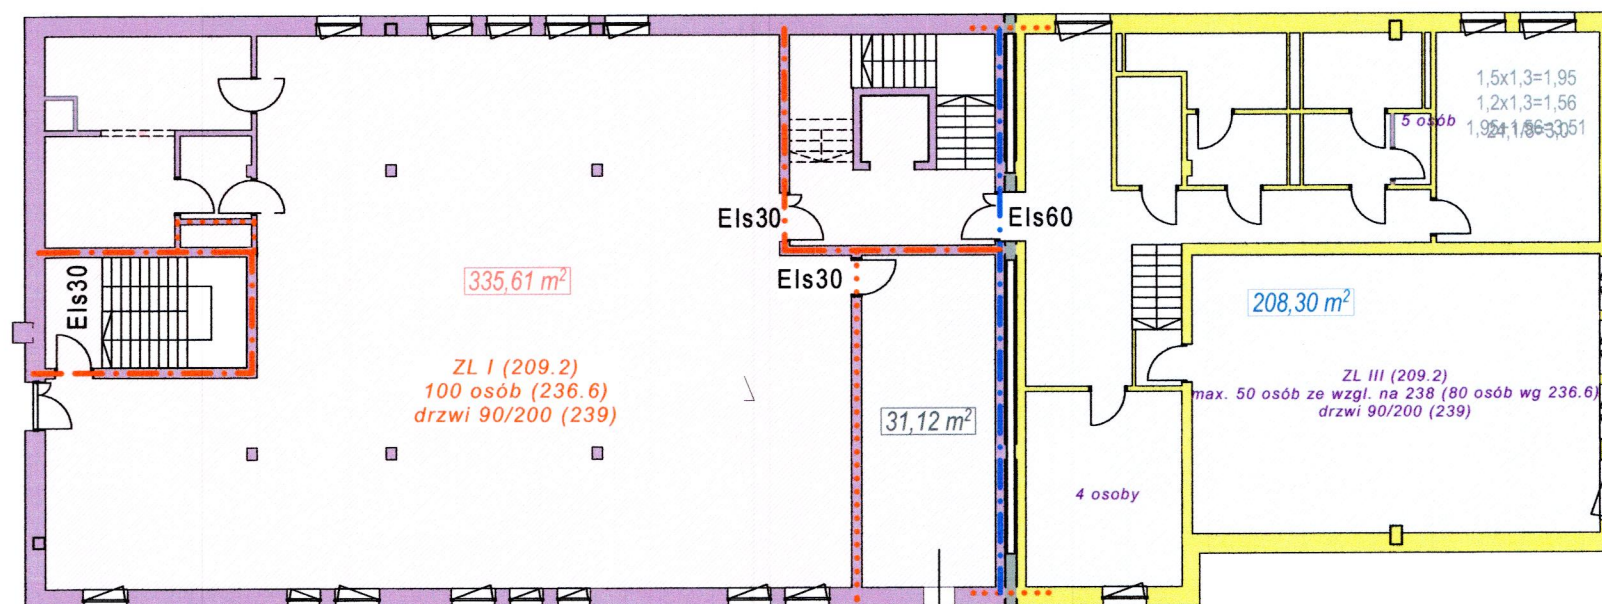 1,5x1,3=1,95
1,2x1,3=1,56
5 osób
EIs30
EIs60
EIs30
EIs30
335,61 m²
208,30 m²
ZL I (209.2)
100 osób (236.6)
drzwi 90/200 (239)
ZL III (209.2)
max. 50 osób ze wzgl. na 238 (80 osób wg 236.6)
drzwi 90/200 (239)
31,12 m²
4 osoby